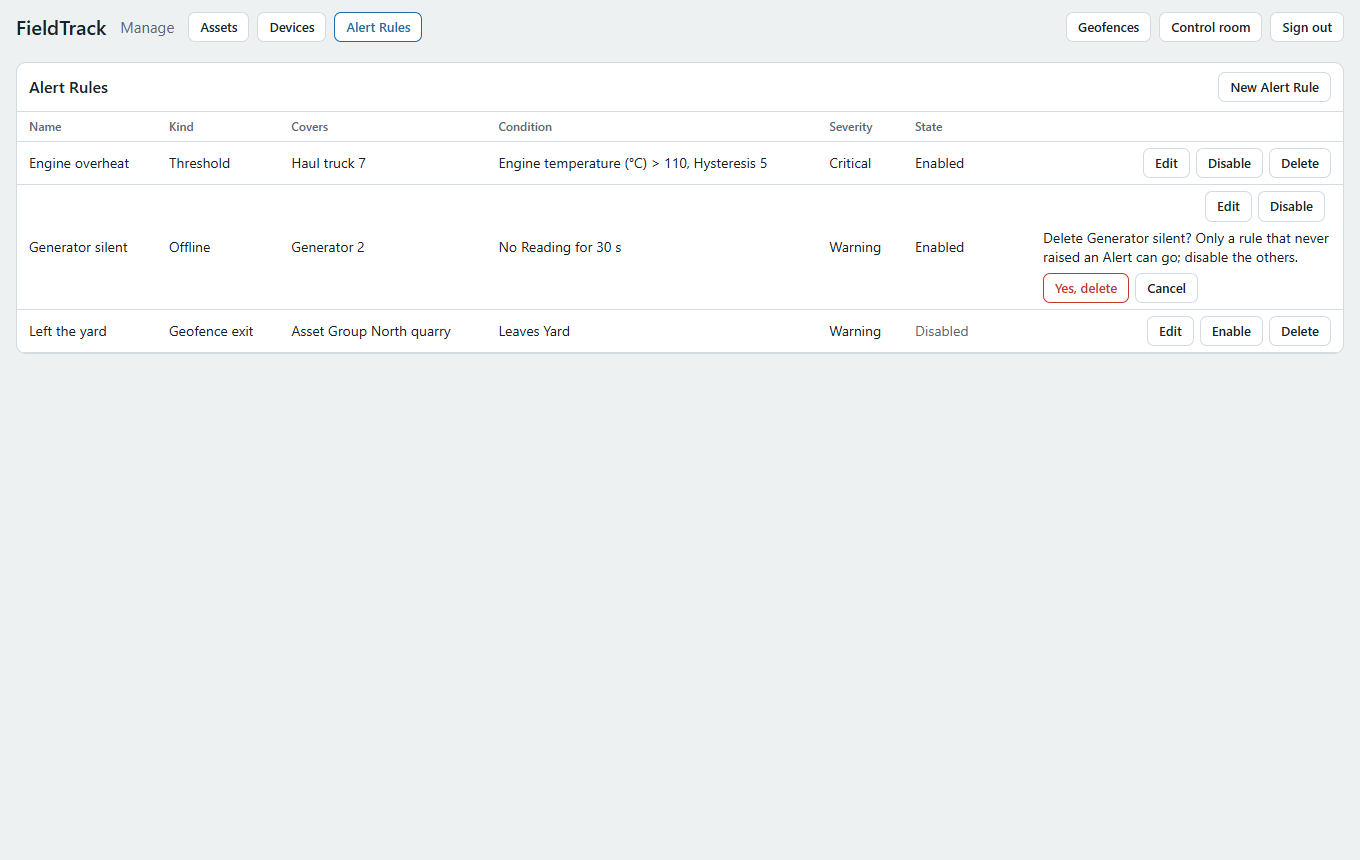 FieldTrack Manage Assets Devices Alert Rules Geofences Control room Sign out
Alert Rules New Alert Rule
Name Kind Covers Condition Severity State
Engine overheat Threshold Haul truck 7 Engine temperature (°C) > 110, Hysteresis 5 Critical Enabled Edit Disable Delete
Edit Disable
Generator silent Offline Generator 2 No Reading for 30 s Warning Enabled
Delete Generator silent? Only a rule that never
raised an Alert can go; disable the others.
Yes, delete Cancel
Left the yard Geofence exit Asset Group North quarry Leaves Yard Warning Disabled Edit Enable Delete